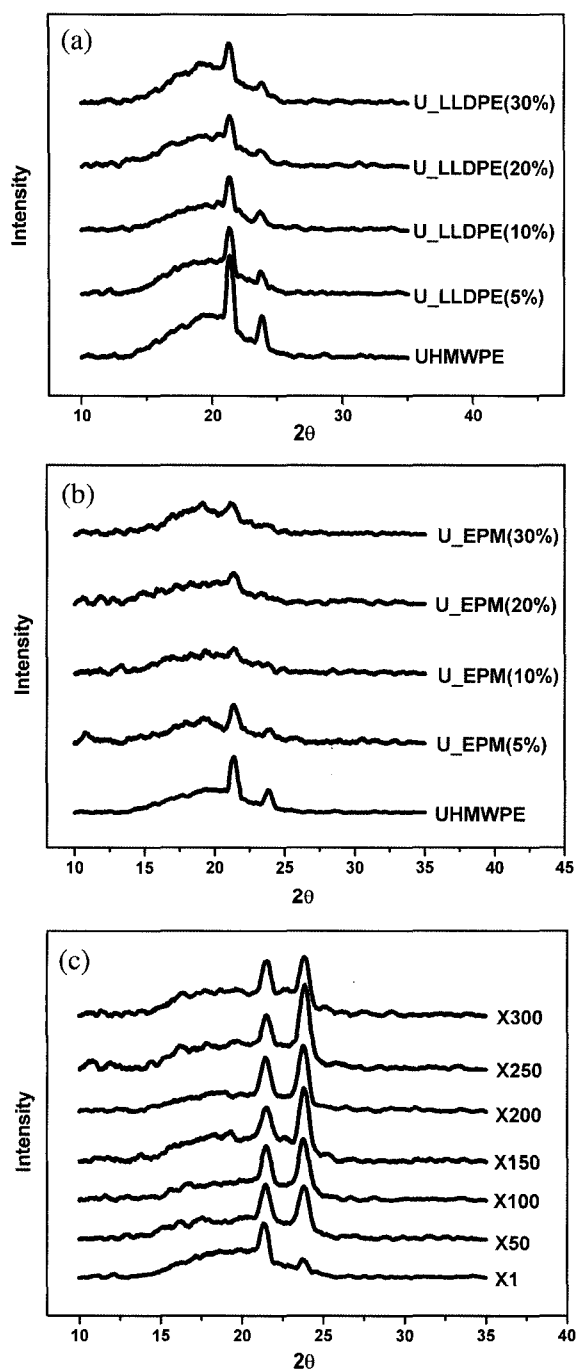 (a)
U_LLDPE(30%)
U_LLDPE(20%)
U_LLDPE(10%)
U_LLDPE(5%)
UHMWPE
Intensity
10 20 30 40
2θ
(b)
U_EPM(30%)
U_EPM(20%)
U_EPM(10%)
U_EPM(5%)
UHMWPE
Intensity
10 15 20 25 30 35 40 45
2θ
(c)
X300
X250
X200
X150
X100
X50
X1
Intensity
10 15 20 25 30 35 40
2θ